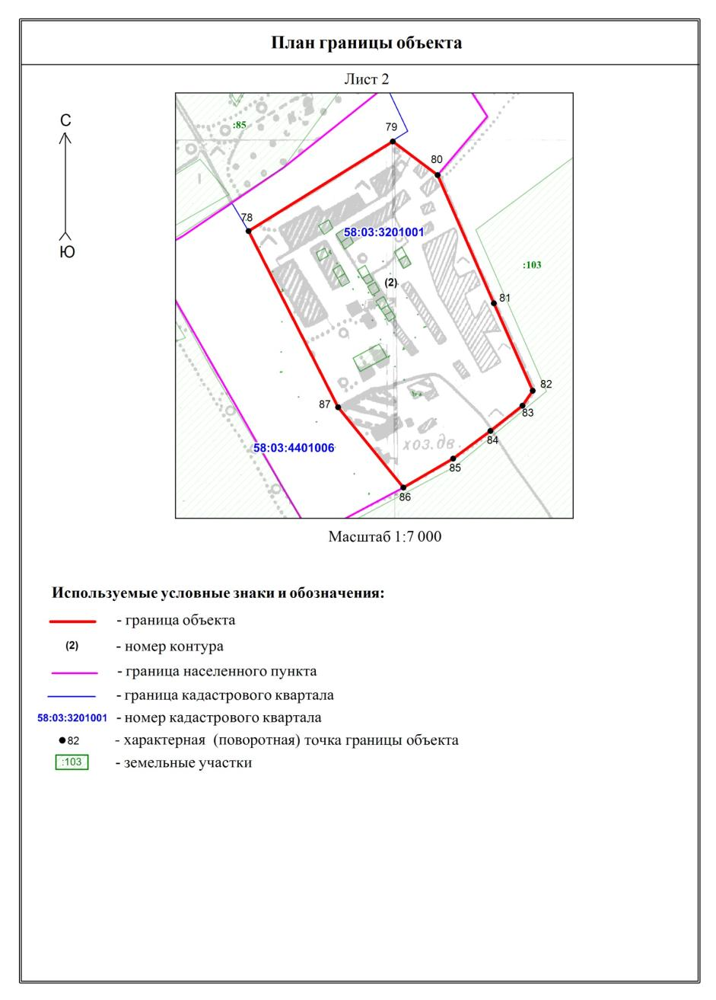 План границы объекта
Лист 2
С
Ю
:85
79
80
78
58:03:3201001
:103
(2)
81
82
87
83
84
58:03:4401006
хоз.дв.
85
86
Масштаб 1:7 000
Используемые условные знаки и обозначения:
- граница объекта
(2) - номер контура
- граница населенного пункта
- граница кадастрового квартала
58:03:3201001 - номер кадастрового квартала
82 - характерная (поворотная) точка границы объекта
:103 - земельные участки